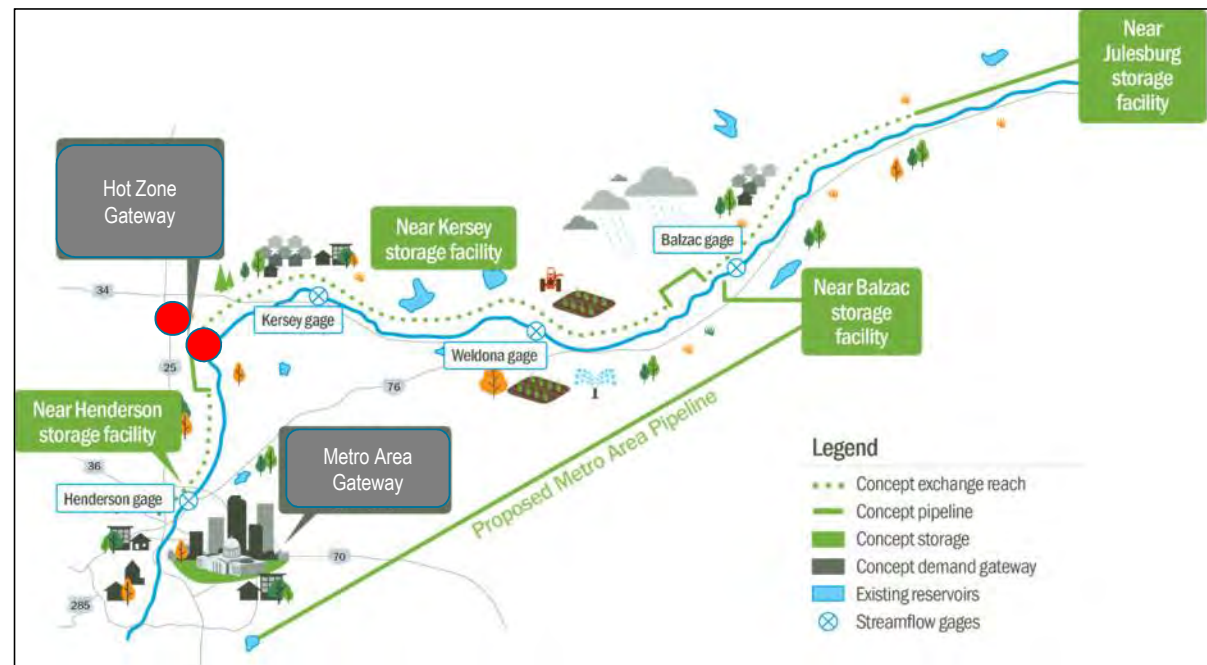 Near
Julesburg
storage
facility
Hot Zone
Gateway
Near Kersey
storage facility
Balzac gage
34
Kersey gage
Near Balzac
storage
facility
Weldona gage
25
76
Near Henderson
storage facility
Proposed Metro Area Pipeline
Metro Area
Gateway
36
Henderson gage
70
285
Legend
Concept exchange reach
Concept pipeline
Concept storage
Concept demand gateway
Existing reservoirs
Streamflow gages